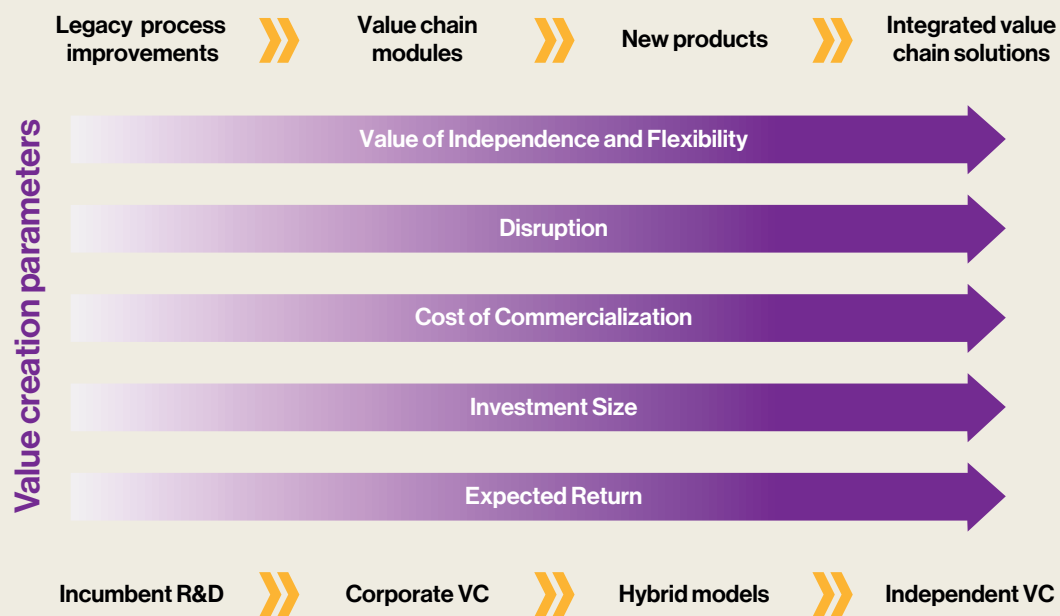 Legacy process improvements
Value chain modules
New products
Integrated value chain solutions
Value creation parameters
Value of Independence and Flexibility
Disruption
Cost of Commercialization
Investment Size
Expected Return
Incumbent R&D
Corporate VC
Hybrid models
Independent VC